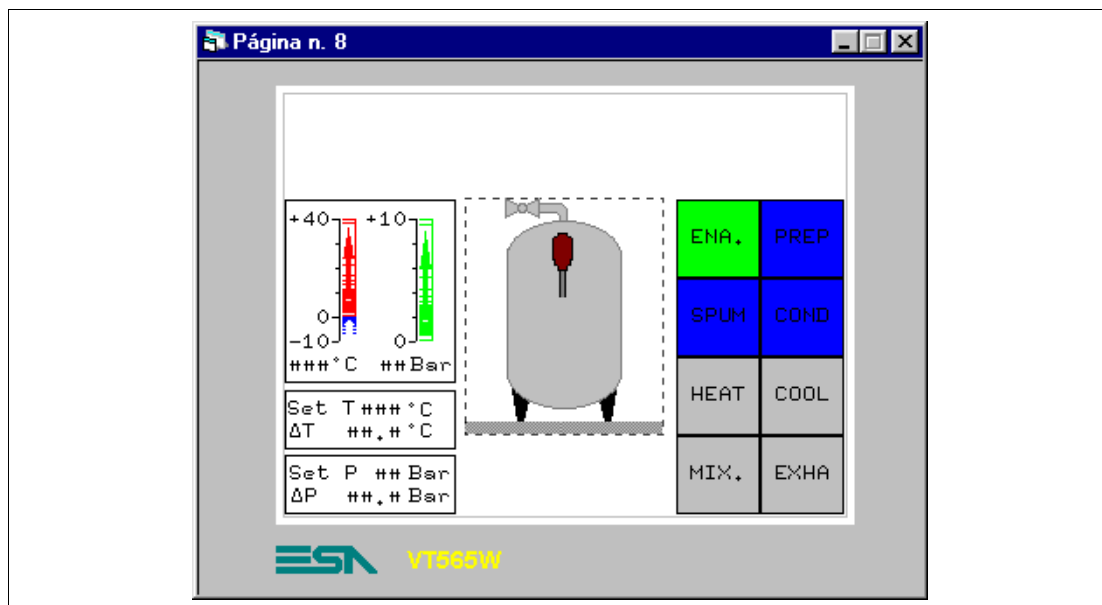 Página n. 8
+40 +10
0
-10 0
###°C ##Bar
Set T###°C
ΔT ##.#°C
Set P ##Bar
ΔP ##.#Bar
ENA. PREP
SPUM COND
HEAT COOL
MIX. EXHA
ESA VT565W